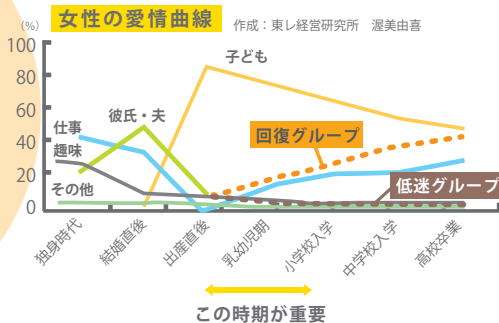 女性の愛情曲線
作成：東レ経営研究所 渥美由喜
(%)
100
80
60
40
20
0
子ども
彼氏・夫
仕事
趣味
その他
回復グループ
低迷グループ
独身時代
結婚直後
出産直後
乳幼児期
小学校入学
中学校入学
高校卒業
この時期が重要